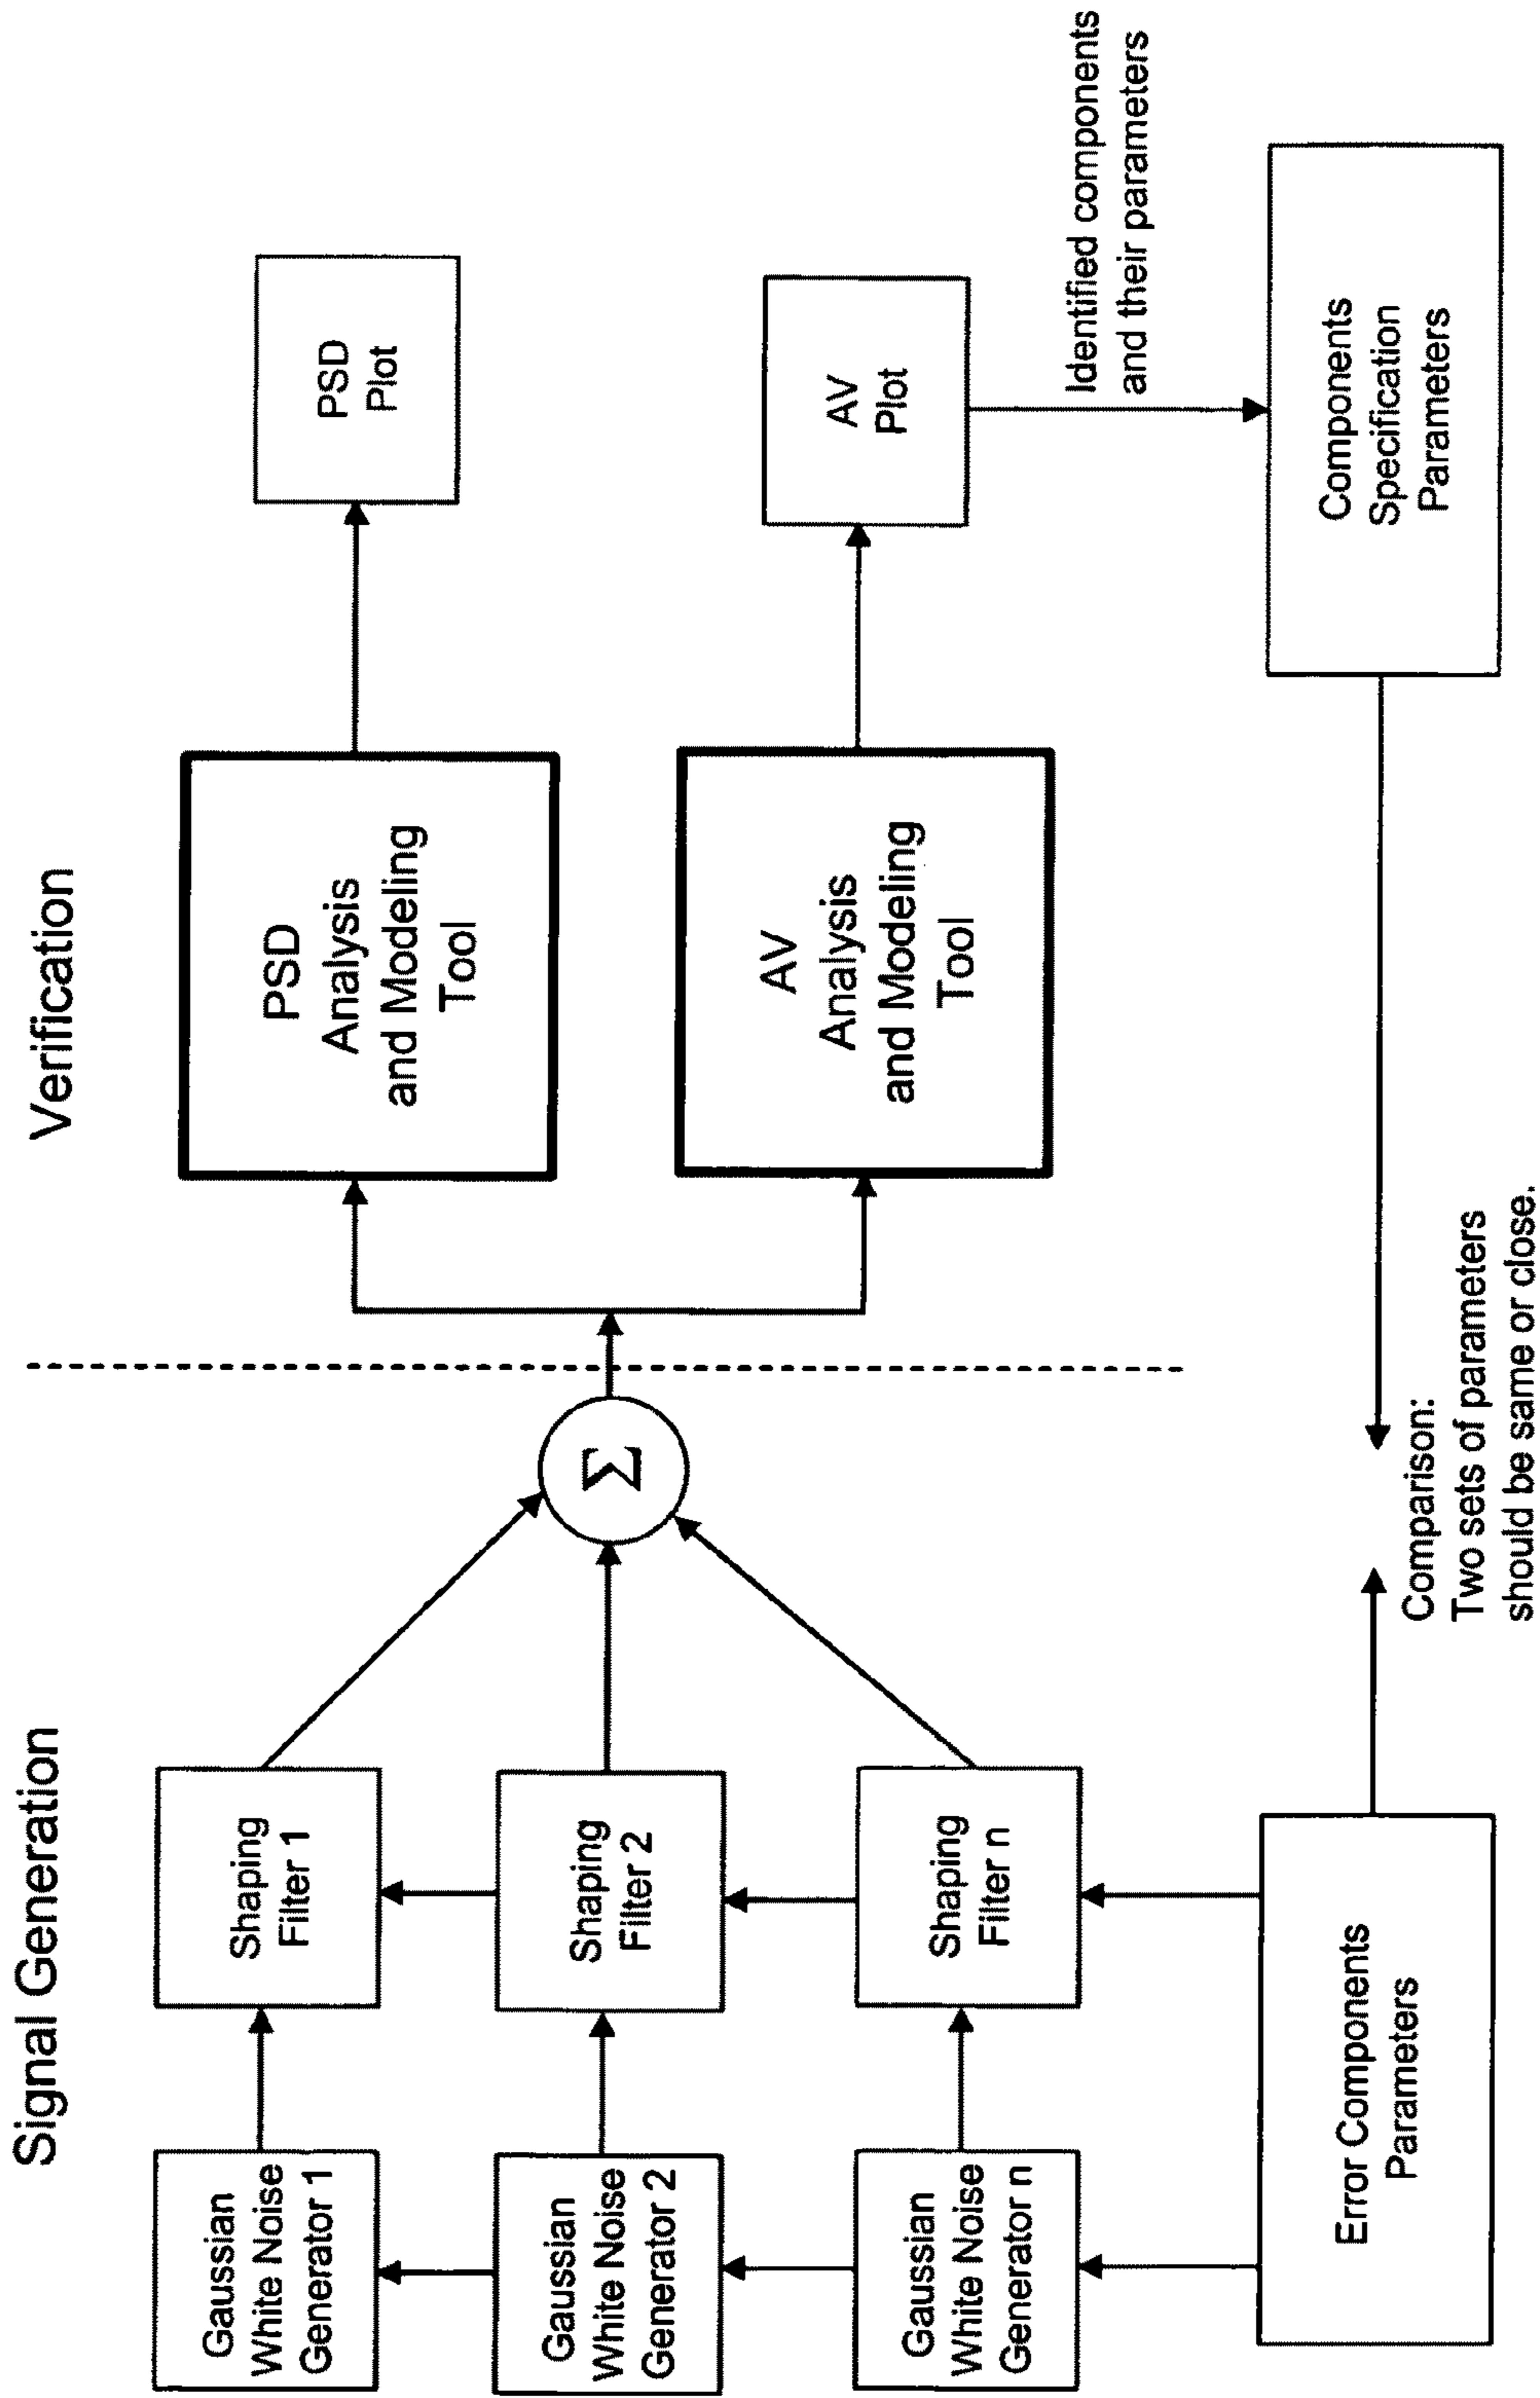 Signal Generation
Verification
Gaussian
White Noise
Generator 1
Shaping
Filter 1
PSD
Analysis
and Modeling
Tool
PSD
Plot
Gaussian
White Noise
Generator 2
Shaping
Filter 2
Σ
AV
Analysis
and Modeling
Tool
AV
Plot
Gaussian
White Noise
Generator n
Shaping
Filter n
Identified components
and their parameters
Error Components
Parameters
Comparison:
Two sets of parameters
should be same or close.
Components
Specification
Parameters